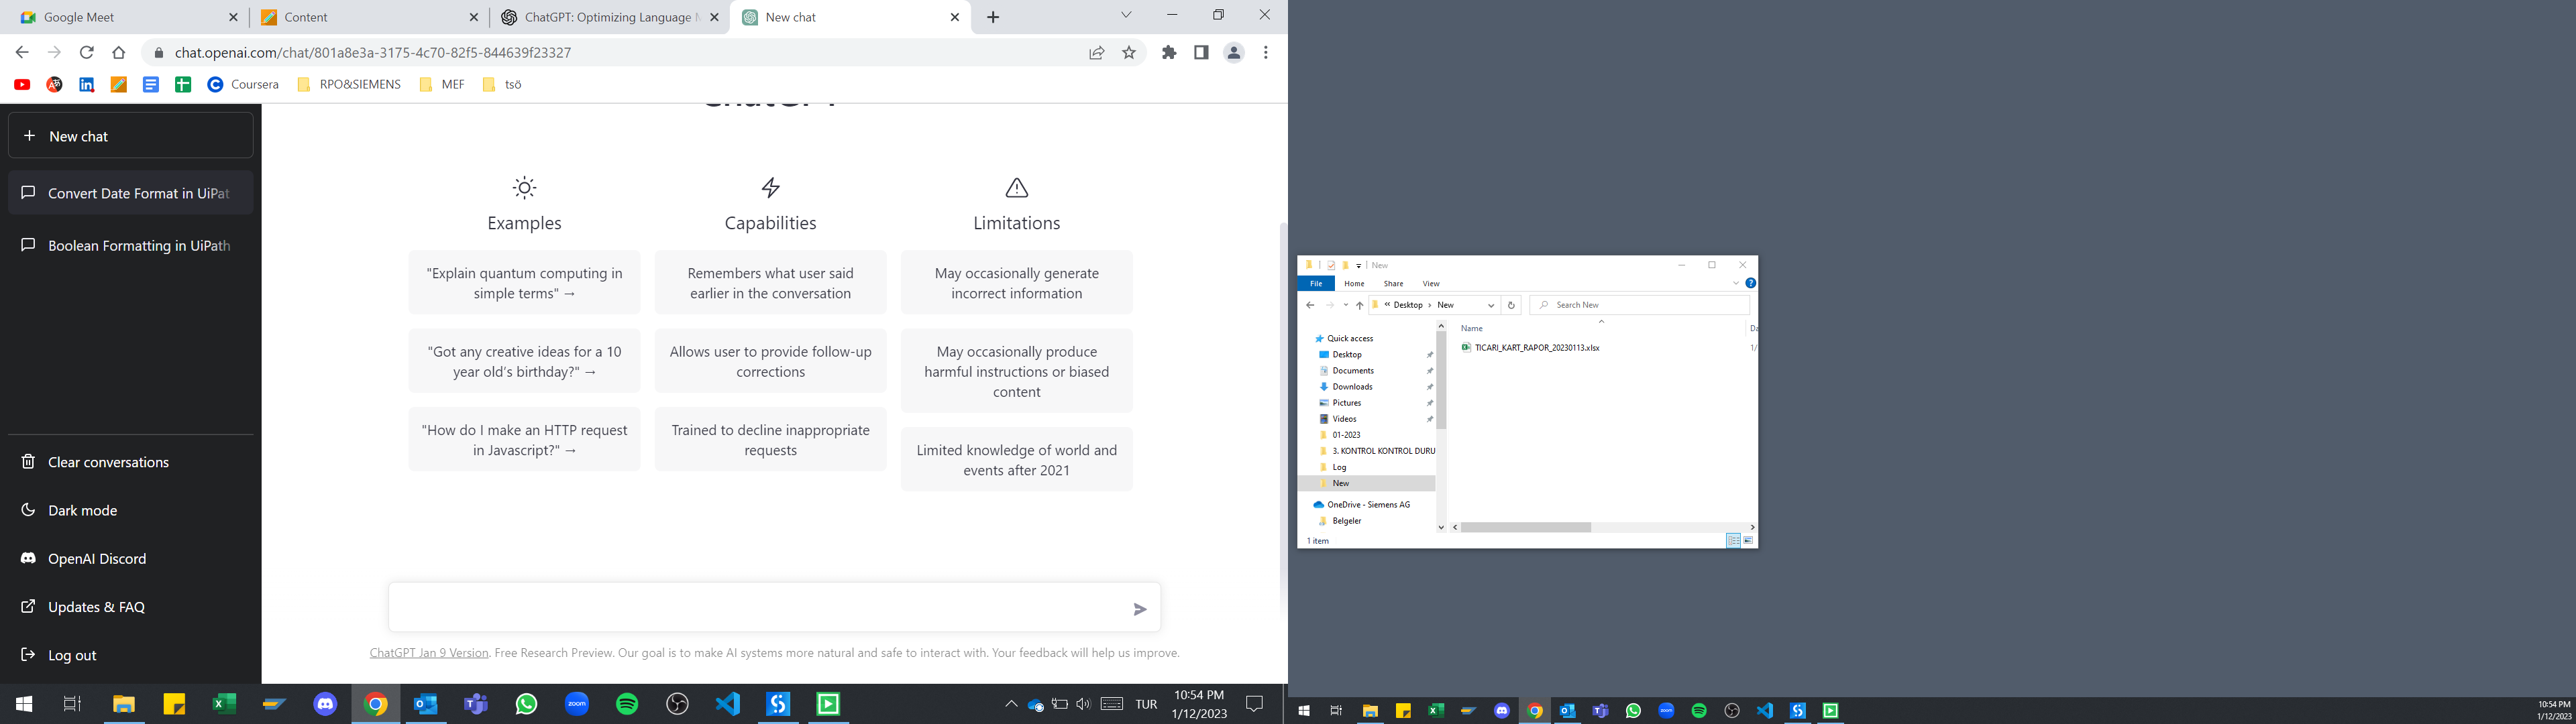 Google Meet
Content
ChatGPT: Optimizing Language M
New chat
chat.openai.com/chat/801a8e3a-3175-4c70-82f5-844639f23327
Coursera
RPO&SIEMENS
MEF
tsö
New chat
Convert Date Format in UiPat
Boolean Formatting in UiPath
Clear conversations
Dark mode
OpenAI Discord
Updates & FAQ
Log out
Examples
"Explain quantum computing in
simple terms" →
"Got any creative ideas for a 10
year old's birthday?" →
"How do I make an HTTP request
in Javascript?" →
Capabilities
Remembers what user said
earlier in the conversation
Allows user to provide follow-up
corrections
Trained to decline inappropriate
requests
Limitations
May occasionally generate
incorrect information
May occasionally produce
harmful instructions or biased
content
Limited knowledge of world and
events after 2021
ChatGPT Jan 9 Version. Free Research Preview. Our goal is to make AI systems more natural and safe to interact with. Your feedback will help us improve.
zoom
TUR
10:54 PM
1/12/2023
New
File Home Share View
Desktop › New
Search New
Quick access
Desktop
Documents
Downloads
Pictures
Videos
01-2023
3. KONTROL KONTROL DURU
Log
New
OneDrive - Siemens AG
Belgeler
Name
Da
TICARI_KART_RAPOR_20230113.xlsx
1/
1 item
10:54 PM
1/12/2023